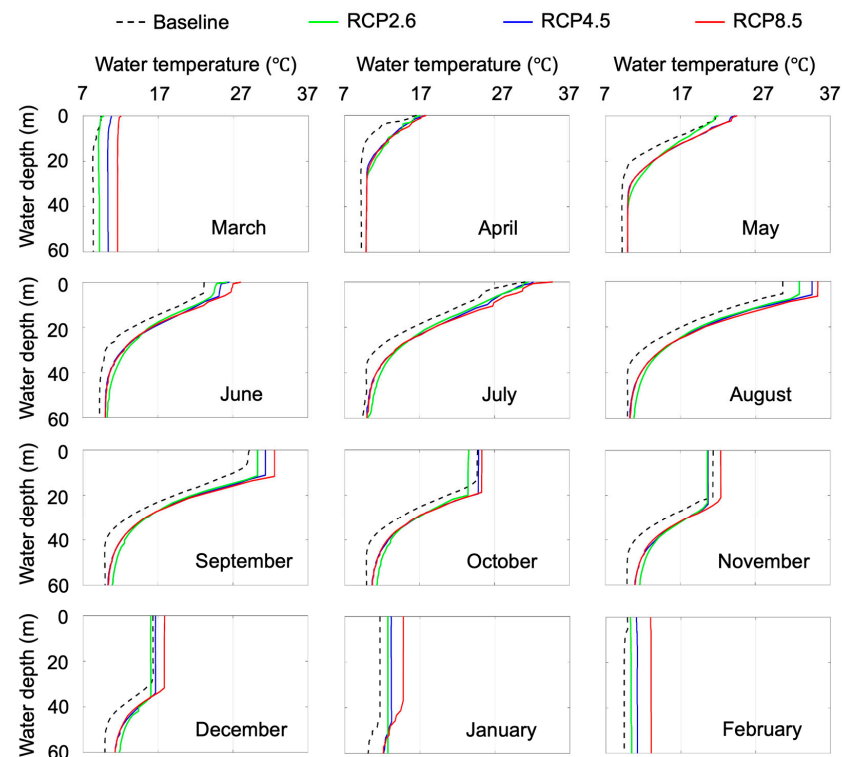 Baseline RCP2.6 RCP4.5 RCP8.5
Water temperature (℃) Water temperature (℃) Water temperature (℃)
7 17 27 37 7 17 27 37 7 17 27 37
Water depth (m)
0
20
40
60
March April May
Water depth (m)
0
20
40
60
June July August
Water depth (m)
0
20
40
60
September October November
Water depth (m)
0
20
40
60
December January February